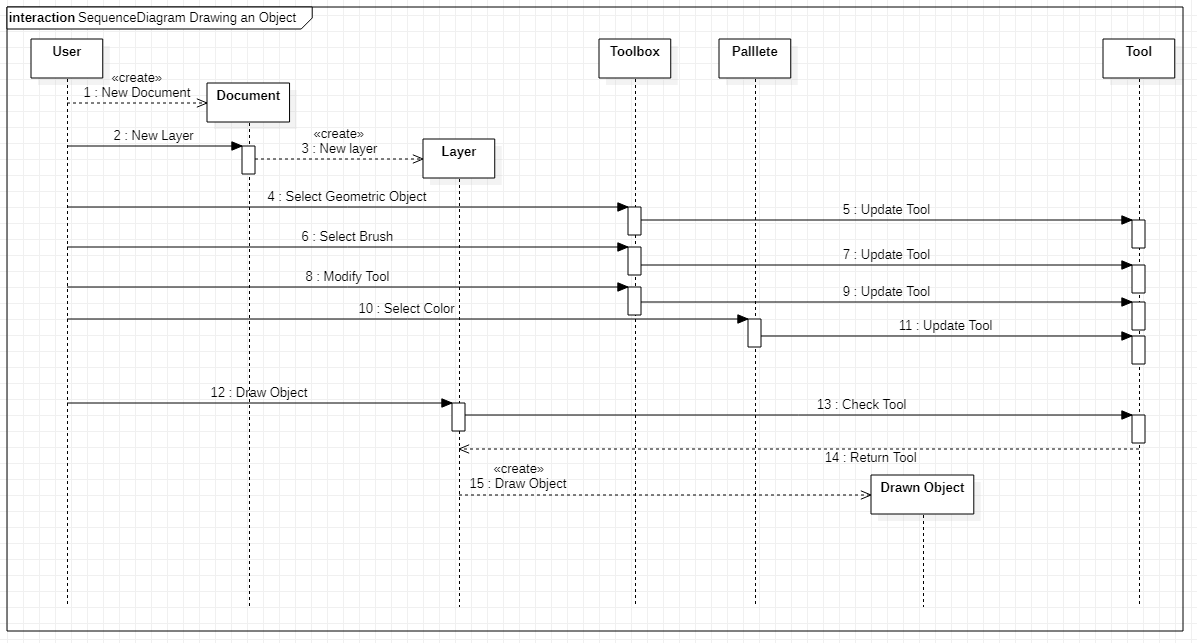 interaction SequenceDiagram Drawing an Object
User
Toolbox
Palllete
Tool
«create»
1 : New Document
Document
2 : New Layer
«create»
3 : New layer
Layer
4 : Select Geometric Object
5 : Update Tool
6 : Select Brush
7 : Update Tool
8 : Modify Tool
9 : Update Tool
10 : Select Color
11 : Update Tool
12 : Draw Object
13 : Check Tool
14 : Return Tool
«create»
15 : Draw Object
Drawn Object